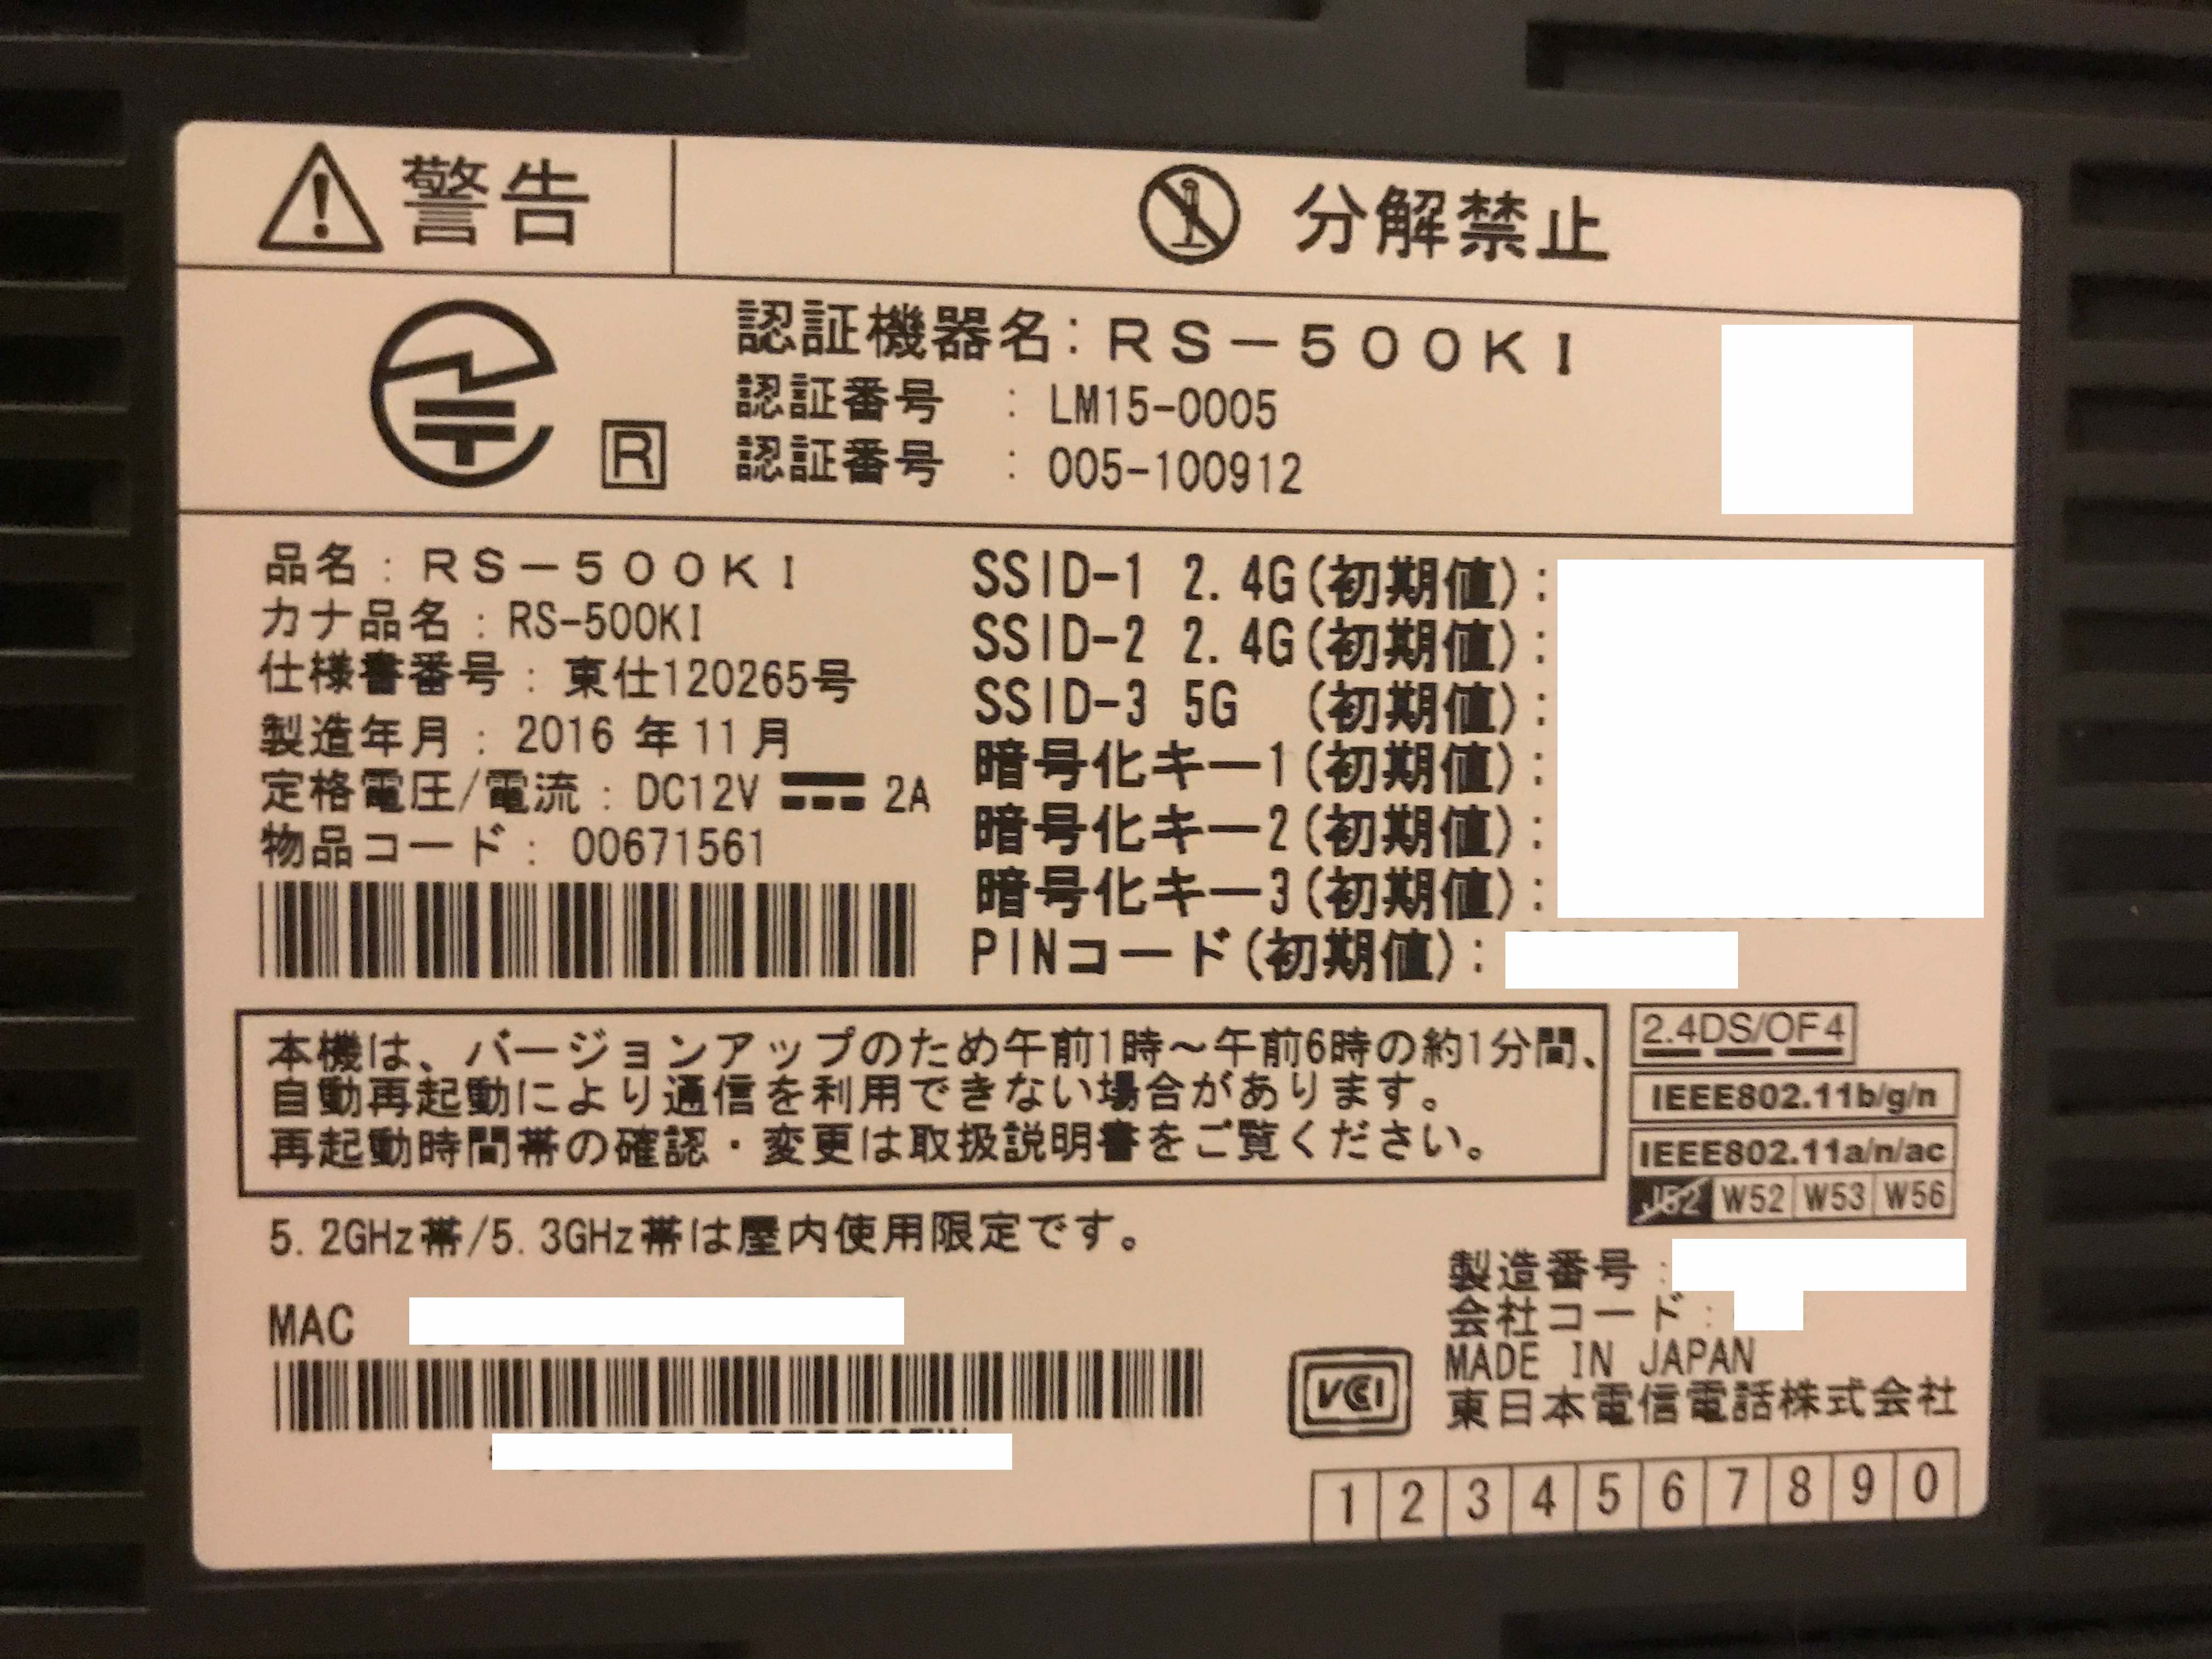 警告
分解禁止
認証機器名：ＲＳ－５００ＫＩ
R
認証番号 : LM15-0005
認証番号 : 005-100912
品名：ＲＳ－５００ＫＩ
カナ品名：RS-500KI
仕様書番号：東仕120265号
製造年月：2016 年 11月
定格電圧/電流：DC12V 2A
物品コード：00671561
SSID-1 2.4G(初期値):
SSID-2 2.4G(初期値):
SSID-3 5G (初期値):
暗号化キー1(初期値):
暗号化キー2(初期値):
暗号化キー3(初期値):
PINコード(初期値):
本機は、バージョンアップのため午前1時～午前6時の約1分間、
自動再起動により通信を利用できない場合があります。
再起動時間帯の確認・変更は取扱説明書をご覧ください。
2.4DS/OF4
IEEE802.11b/g/n
IEEE802.11a/n/ac
J52 W52 W53 W56
5.2GHz帯/5.3GHz帯は屋内使用限定です。
MAC
製造番号:
会社コード:
MADE IN JAPAN
東日本電信電話株式会社
VCI
1 2 3 4 5 6 7 8 9 0